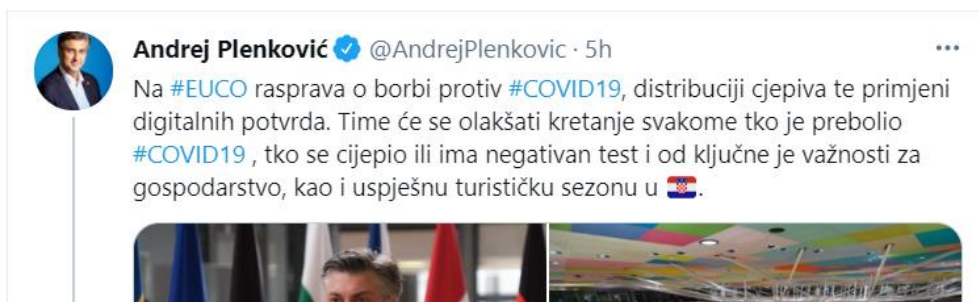 Andrej Plenković @AndrejPlenkovic · 5h
Na #EUCO rasprava o borbi protiv #COVID19, distribuciji cjepiva te primjeni
digitalnih potvrda. Time će se olakšati kretanje svakome tko je prebolio
#COVID19 , tko se cijepio ili ima negativan test i od ključne je važnosti za
gospodarstvo, kao i uspješnu turističku sezonu u 🇭🇷.